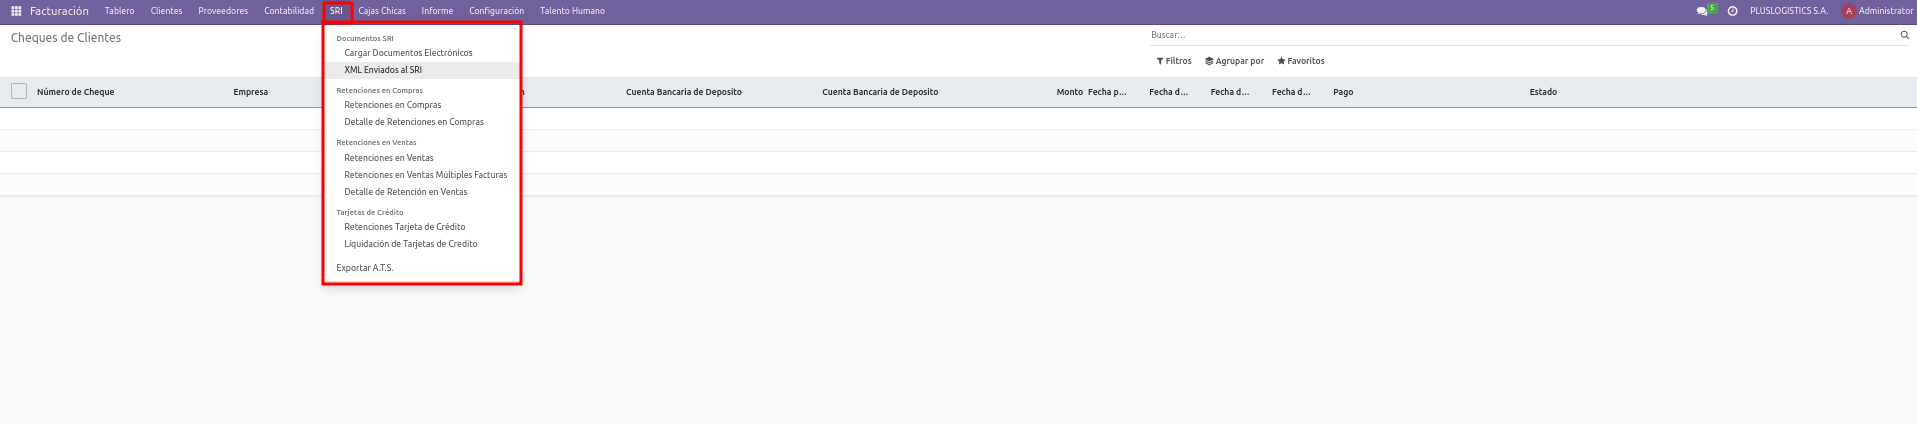 Facturación Tablero Clientes Proveedores Contabilidad SRI Cajas Chicas Informe Configuración Talento Humano 5 PLUSLOGISTICS S.A. A Administrator
Cheques de Clientes
Buscar...
Filtros Agrupar por Favoritos
Número de Cheque Empresa Cuenta Bancaria de Deposito Cuenta Bancaria de Deposito Monto Fecha p... Fecha d... Fecha d... Fecha d... Pago Estado
Documentos SRI
Cargar Documentos Electrónicos
XML Enviados al SRI
Retenciones en Compras
Retenciones en Compras
Detalle de Retenciones en Compras
Retenciones en Ventas
Retenciones en Ventas
Retenciones en Ventas Múltiples Facturas
Detalle de Retención en Ventas
Tarjetas de Crédito
Retenciones Tarjeta de Crédito
Liquidación de Tarjetas de Credito
Exportar A.T.S.